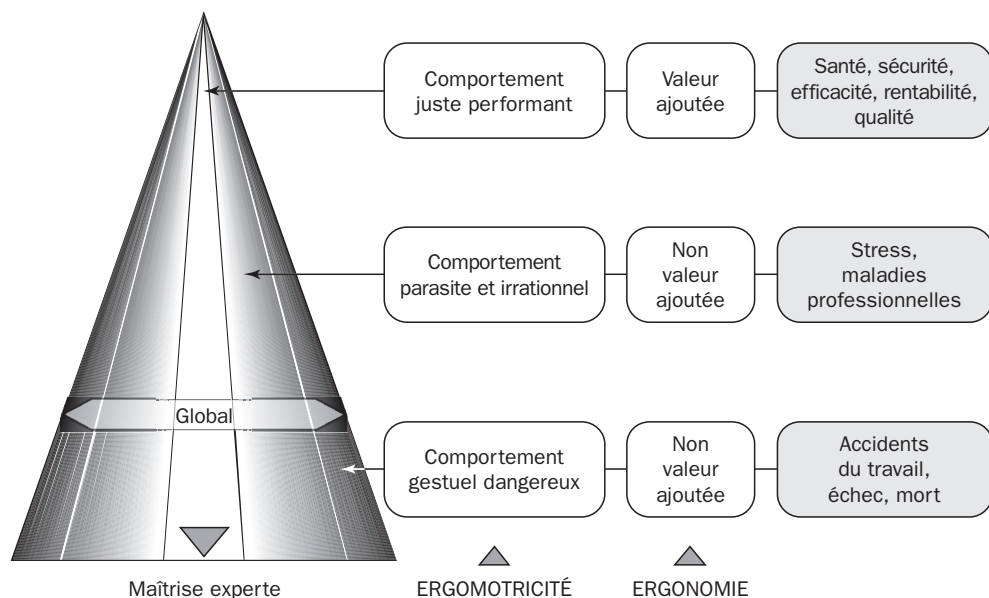 Comportement
juste performant
Valeur
ajoutée
Santé, sécurité,
efficacité, rentabilité,
qualité
Comportement
parasite et irrationnel
Non
valeur
ajoutée
Stress,
maladies
professionnelles
Global
Comportement
gestuel dangereux
Non
valeur
ajoutée
Accidents
du travail,
échec, mort
Maîtrise experte
ERGOMOTRICITÉ
ERGONOMIE